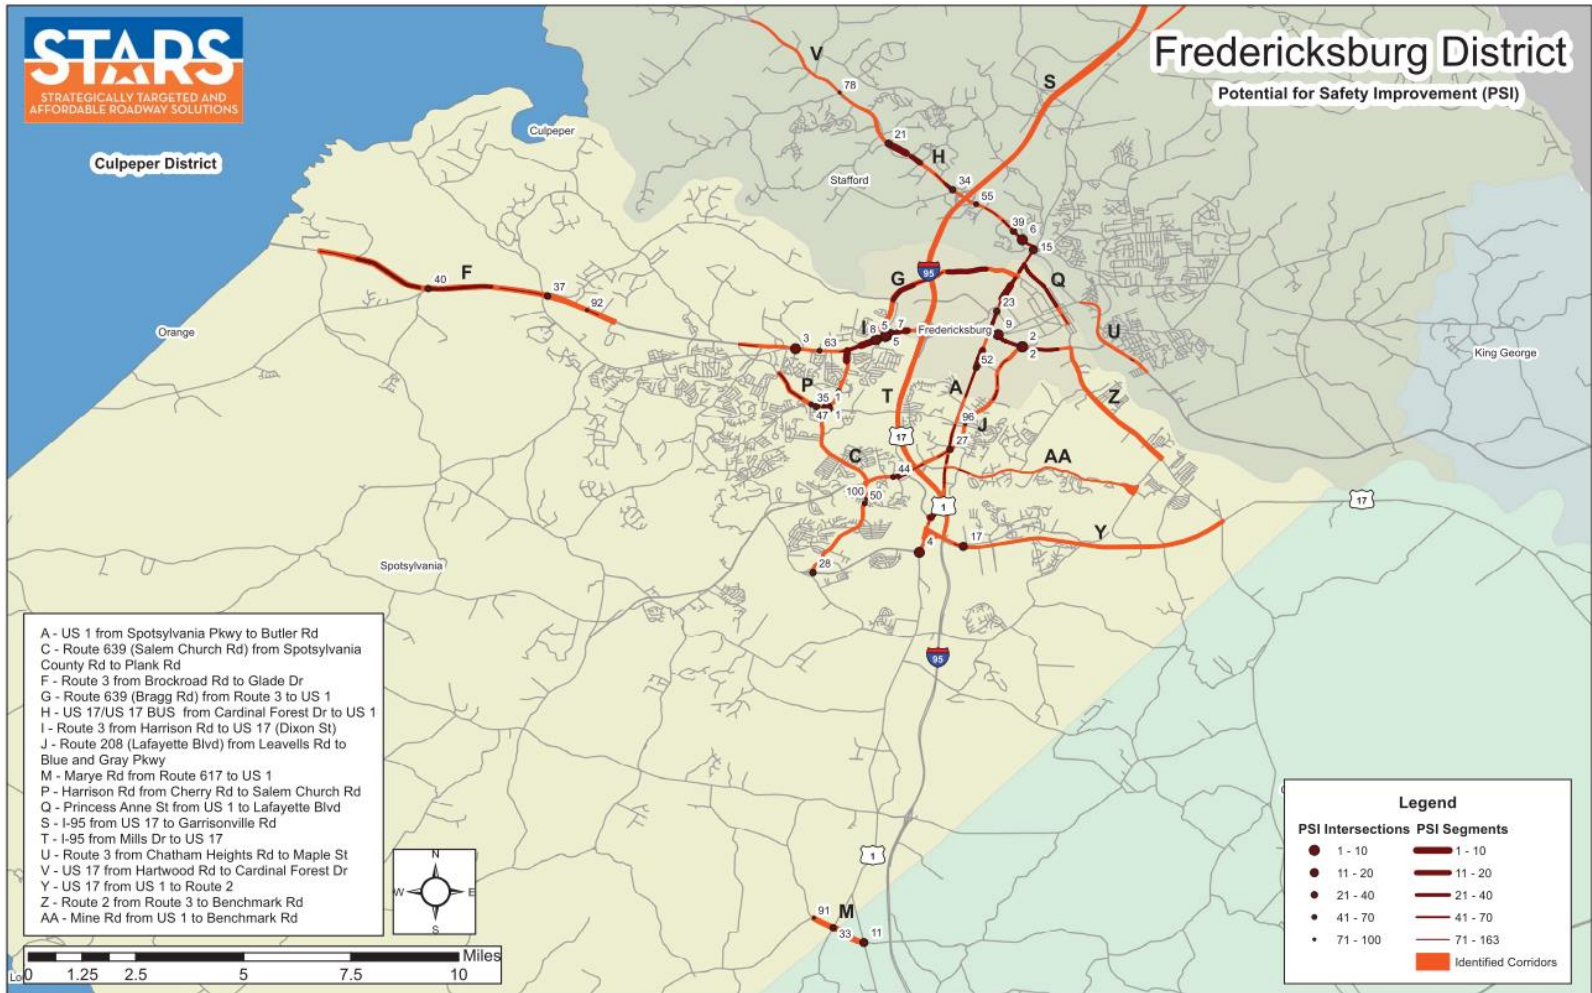 STARS
STRATEGICALLY TARGETED AND
AFFORDABLE ROADWAY SOLUTIONS
Fredericksburg District
Potential for Safety Improvement (PSI)
Culpeper District
Culpeper
Stafford
Orange
Fredericksburg
King George
Spotsylvania
V
78
S
21
H
34
55
39
6
15
95
G
Q
F
40
37
92
23
I
8
5
7
5
9
2
2
U
3
63
52
P
35
1
47
1
T
A
Z
96
J
17
27
C
44
AA
100
50
1
17
4
17
Y
28
95
1
91
M
33
11
A - US 1 from Spotsylvania Pkwy to Butler Rd
C - Route 639 (Salem Church Rd) from Spotsylvania
County Rd to Plank Rd
F - Route 3 from Brockroad Rd to Glade Dr
G - Route 639 (Bragg Rd) from Route 3 to US 1
H - US 17/US 17 BUS from Cardinal Forest Dr to US 1
I - Route 3 from Harrison Rd to US 17 (Dixon St)
J - Route 208 (Lafayette Blvd) from Leavells Rd to
Blue and Gray Pkwy
M - Marye Rd from Route 617 to US 1
P - Harrison Rd from Cherry Rd to Salem Church Rd
Q - Princess Anne St from US 1 to Lafayette Blvd
S - I-95 from US 17 to Garrisonville Rd
T - I-95 from Mills Dr to US 17
U - Route 3 from Chatham Heights Rd to Maple St
V - US 17 from Hartwood Rd to Cardinal Forest Dr
Y - US 17 from US 1 to Route 2
Z - Route 2 from Route 3 to Benchmark Rd
AA - Mine Rd from US 1 to Benchmark Rd
N
W E
S
Miles
0 1.25 2.5 5 7.5 10
Legend
PSI Intersections PSI Segments
1 - 10 1 - 10
11 - 20 11 - 20
21 - 40 21 - 40
41 - 70 41 - 70
71 - 100 71 - 163
Identified Corridors